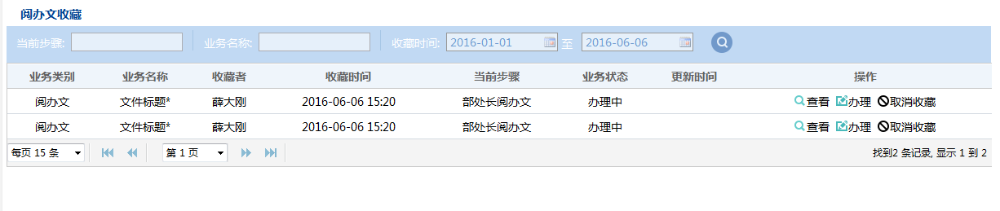 阅办文收藏
当前步骤: 业务名称: 收藏时间: 2016-01-01 至 2016-06-06
业务类别 业务名称 收藏者 收藏时间 当前步骤 业务状态 更新时间 操作
阅办文 文件标题* 薛大刚 2016-06-06 15:20 部处长阅办文 办理中 查看 办理 取消收藏
阅办文 文件标题* 薛大刚 2016-06-06 15:20 部处长阅办文 办理中 查看 办理 取消收藏
每页 15 条 第 1 页 找到2 条记录, 显示 1 到 2